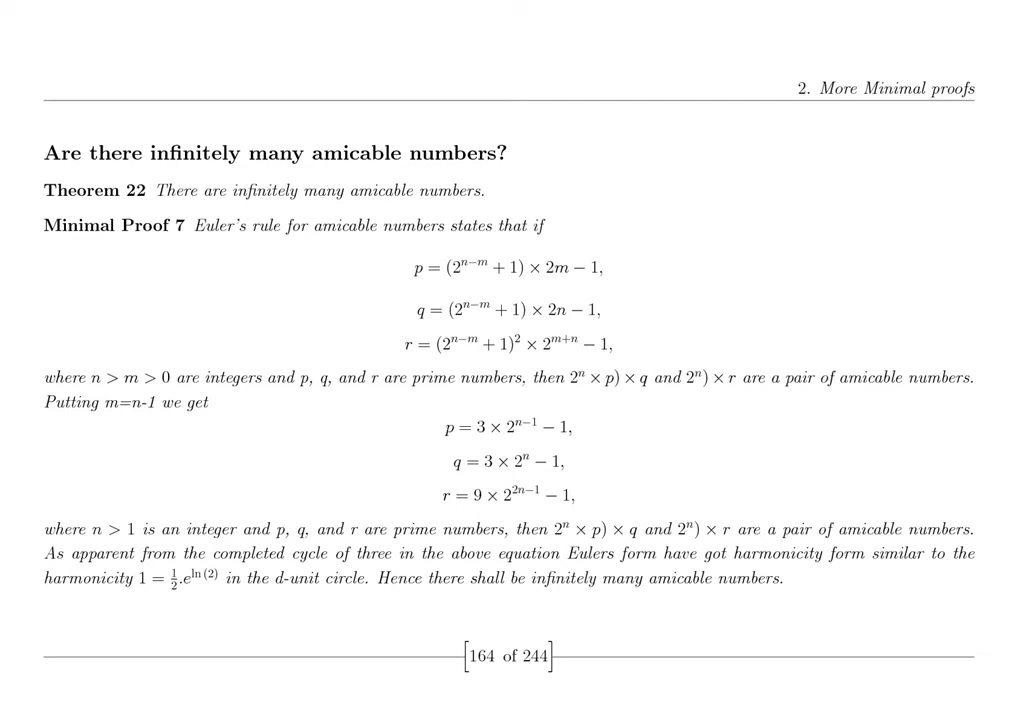 2. More Minimal proofs
Are there infinitely many amicable numbers?
Theorem 22 There are infinitely many amicable numbers.
Minimal Proof 7 Euler's rule for amicable numbers states that if
p = (2^{n−m} + 1) × 2m − 1,
q = (2^{n−m} + 1) × 2n − 1,
r = (2^{n−m} + 1)^2 × 2^{m+n} − 1,
where n > m > 0 are integers and p, q, and r are prime numbers, then 2^n × p) × q and 2^n) × r are a pair of amicable numbers.
Putting m=n-1 we get
p = 3 × 2^{n−1} − 1,
q = 3 × 2^n − 1,
r = 9 × 2^{2n−1} − 1,
where n > 1 is an integer and p, q, and r are prime numbers, then 2^n × p) × q and 2^n) × r are a pair of amicable numbers.
As apparent from the completed cycle of three in the above equation Eulers form have got harmonicity form similar to the
harmonicity 1 = \frac{1}{2}.e^{ln (2)} in the d-unit circle. Hence there shall be infinitely many amicable numbers.
[164 of 244]